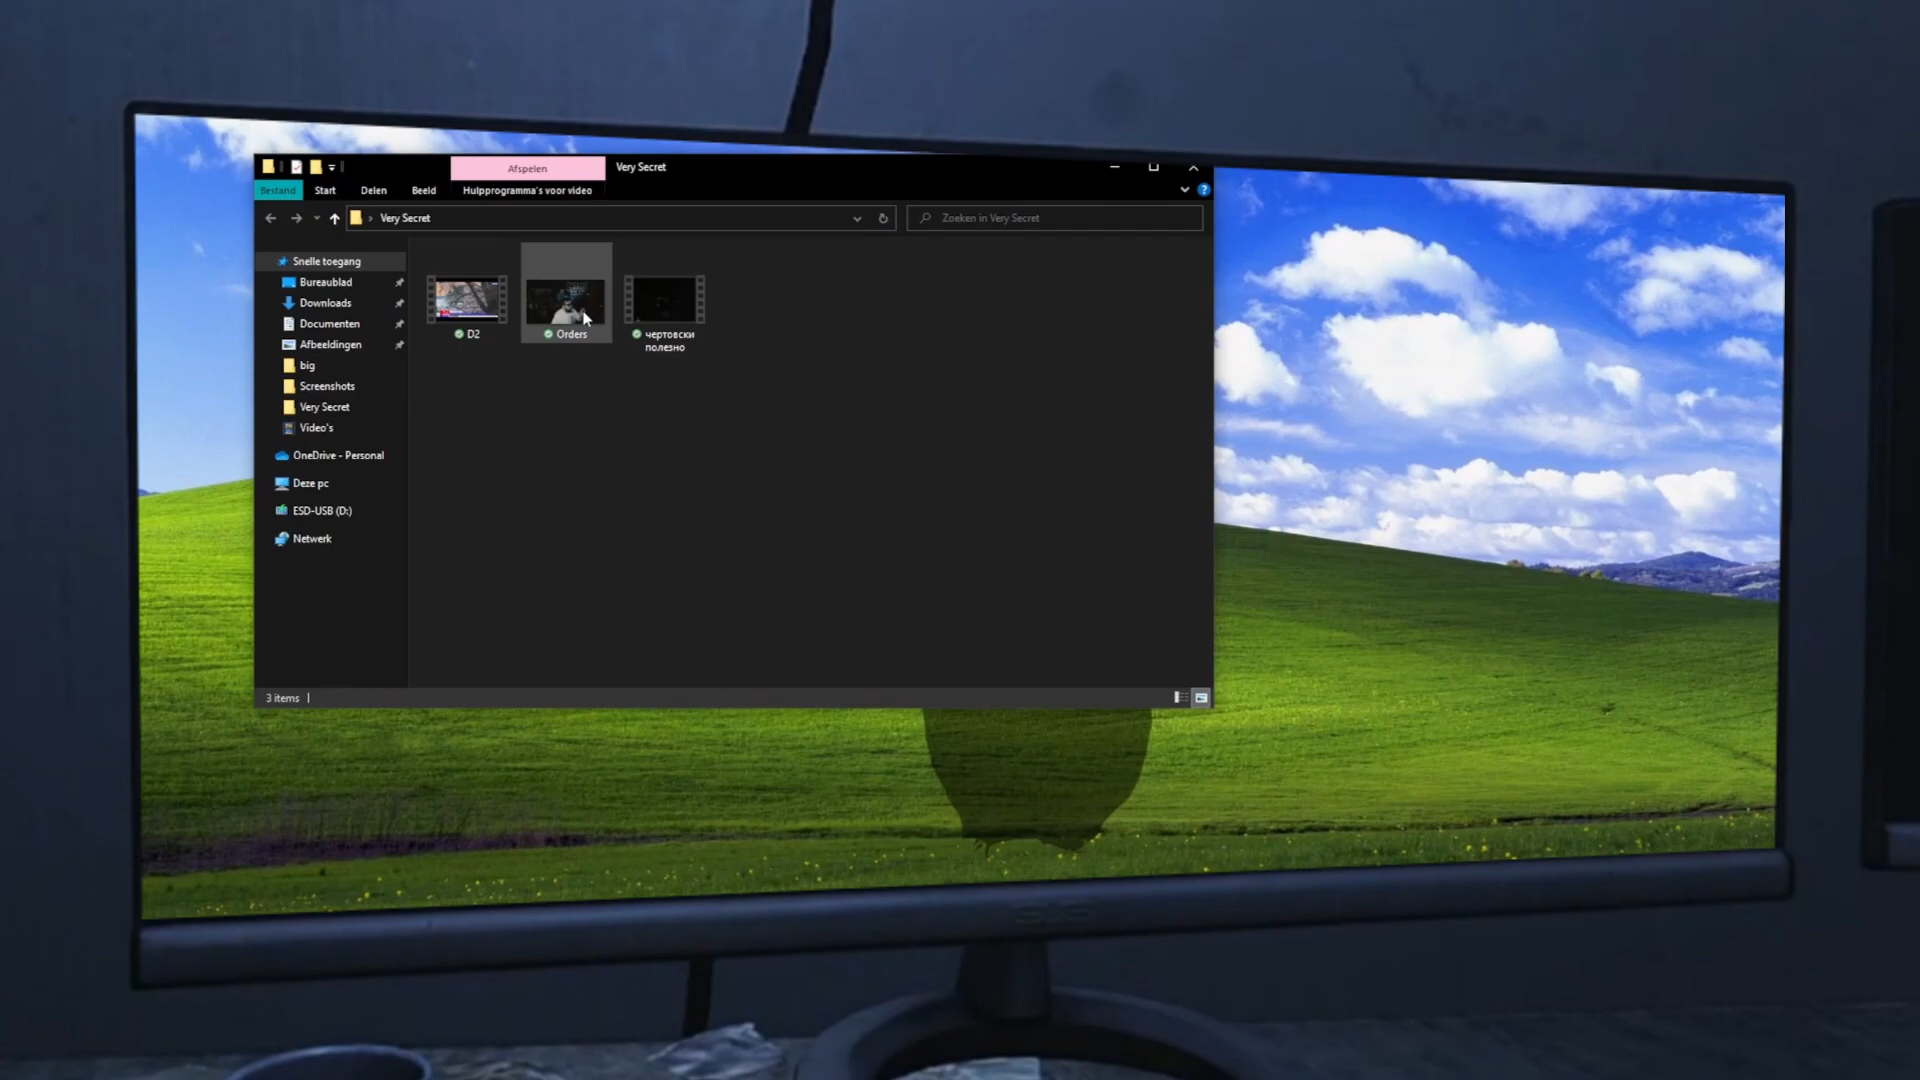 Afspelen
Very Secret
Bestand
Start
Delen
Beeld
Hulpprogramma's voor video
?
› Very Secret
Zoeken in Very Secret
Snelle toegang
Bureaublad
Downloads
Documenten
Afbeeldingen
big
Screenshots
Very Secret
Video's
OneDrive - Personal
Deze pc
ESD-USB (D:)
Netwerk
D2
Orders
чертовски
полезно
3 items